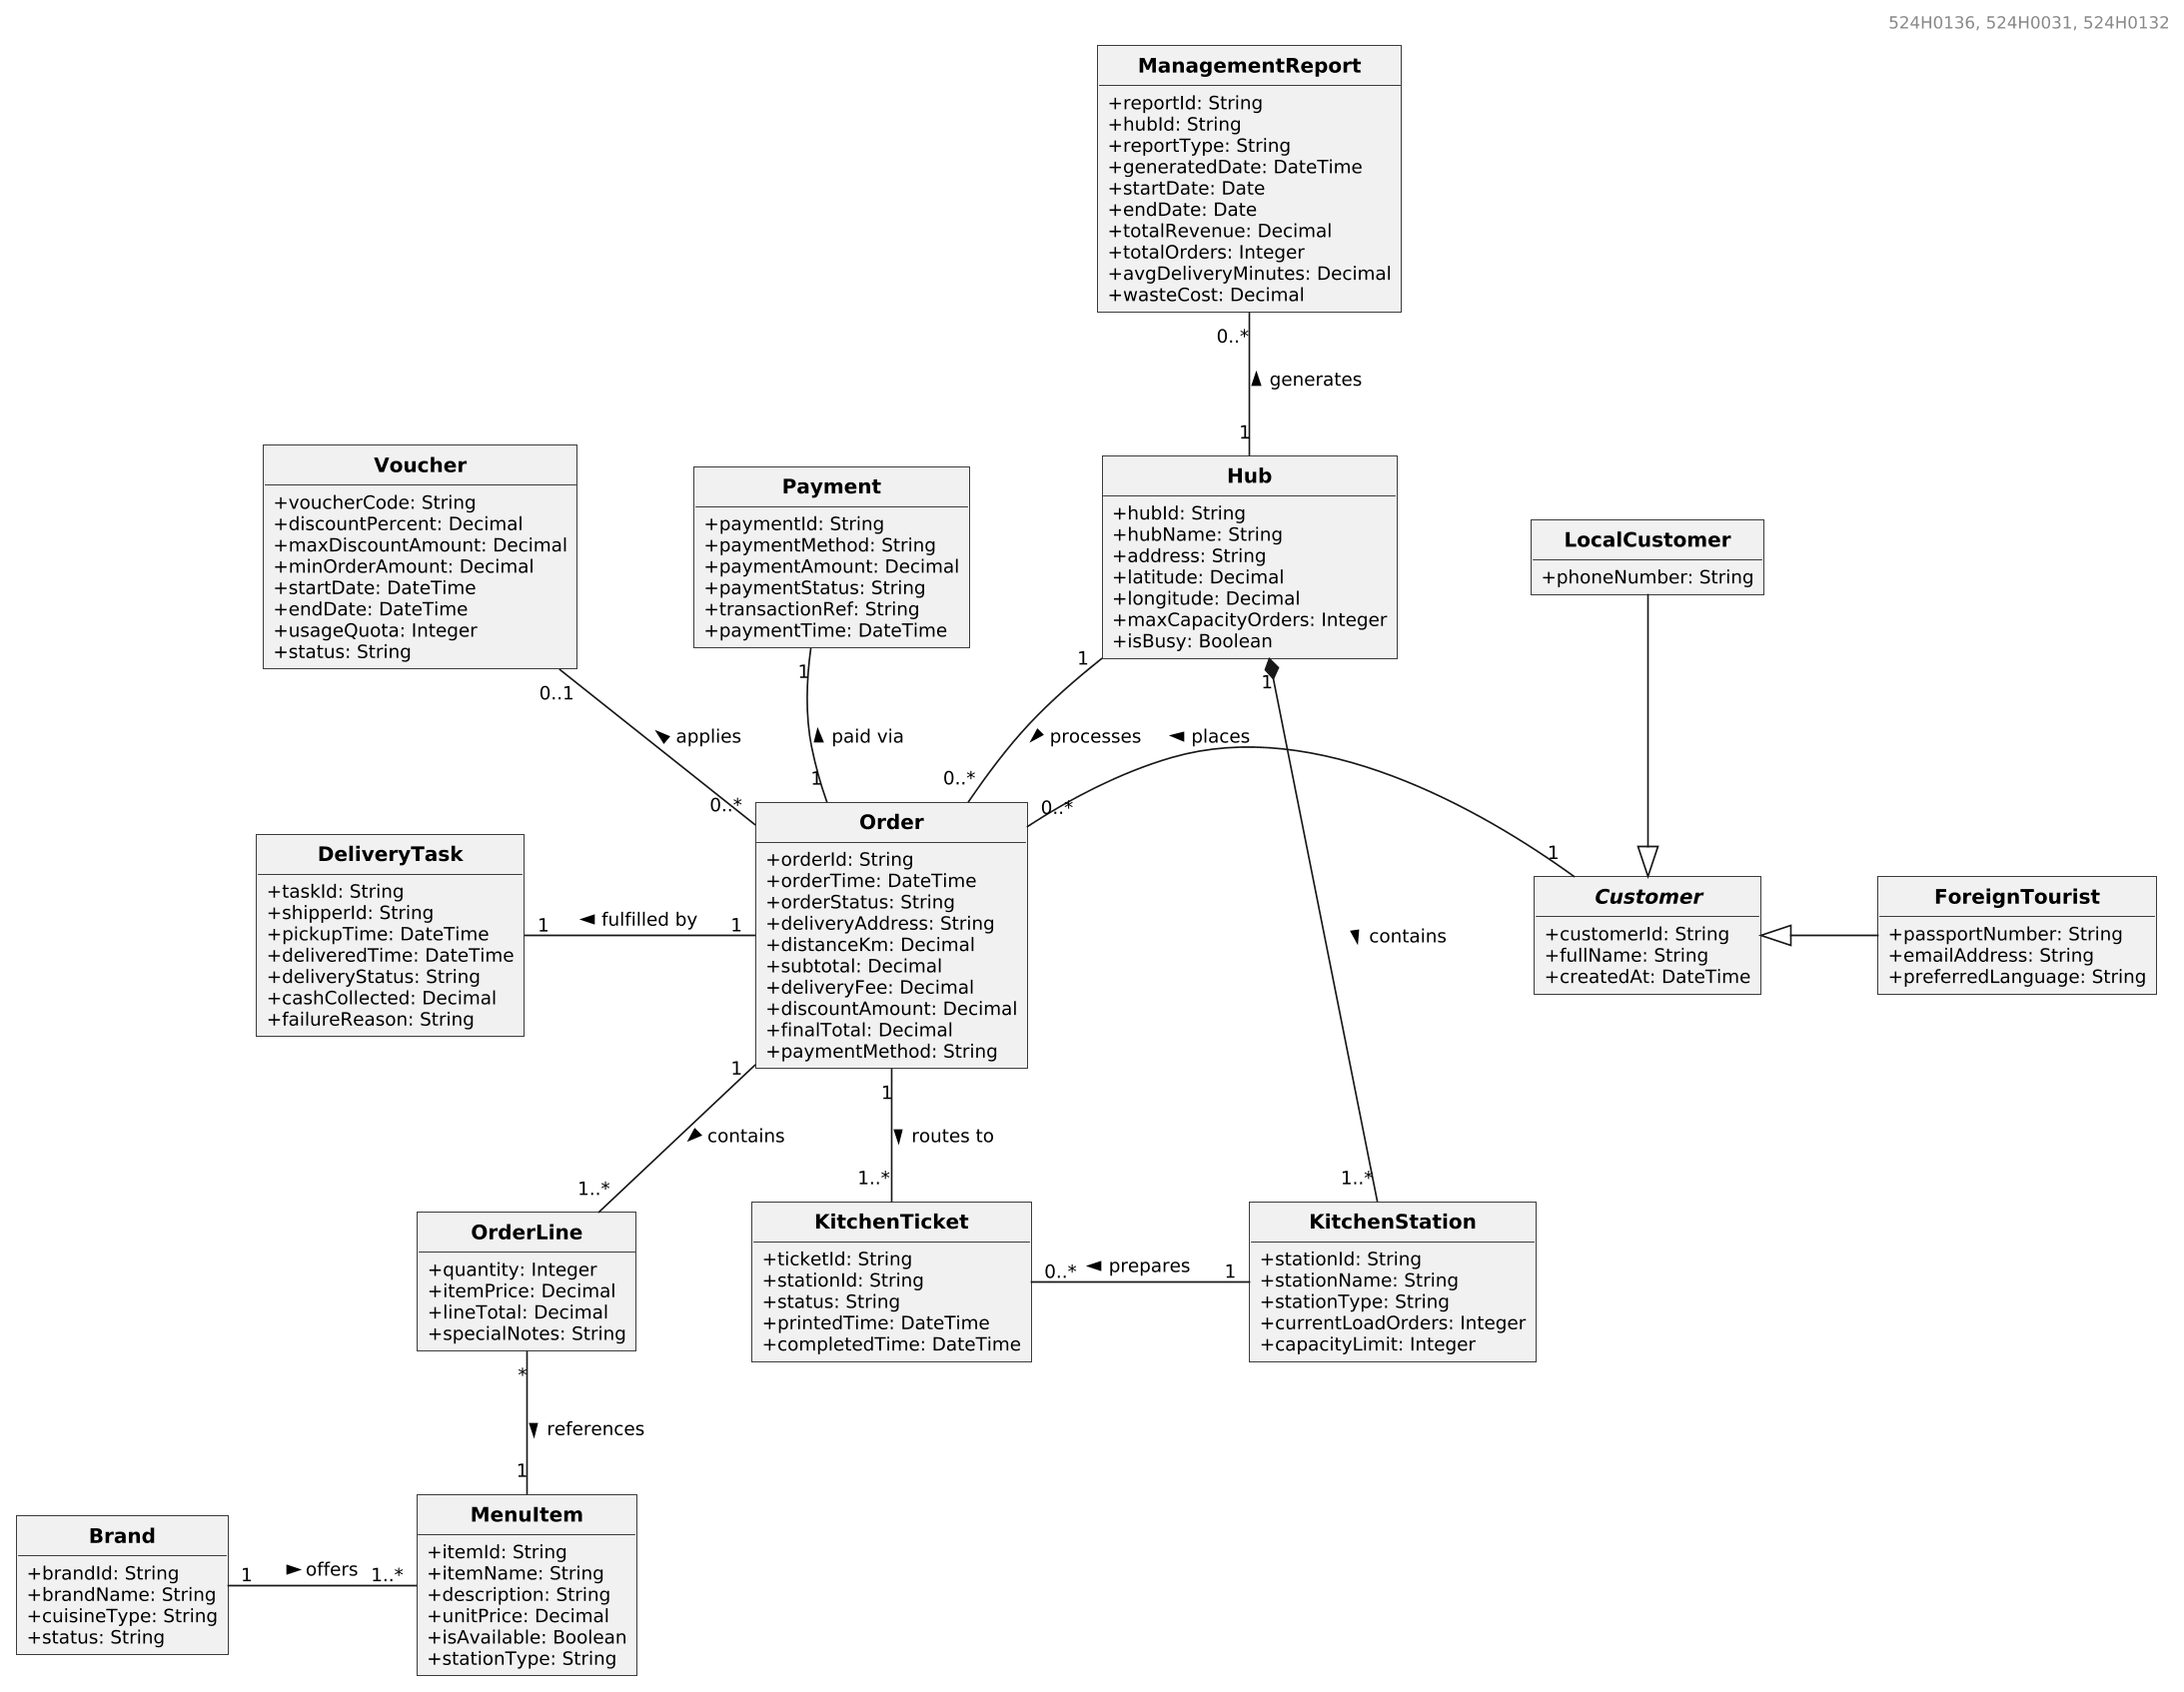 524H0136, 524H0031, 524H0132
ManagementReport
+reportId: String
+hubId: String
+reportType: String
+generatedDate: DateTime
+startDate: Date
+endDate: Date
+totalRevenue: Decimal
+totalOrders: Integer
+avgDeliveryMinutes: Decimal
+wasteCost: Decimal
0..*
generates
1
Voucher
+voucherCode: String
+discountPercent: Decimal
+maxDiscountAmount: Decimal
+minOrderAmount: Decimal
+startDate: DateTime
+endDate: DateTime
+usageQuota: Integer
+status: String
Payment
+paymentId: String
+paymentMethod: String
+paymentAmount: Decimal
+paymentStatus: String
+transactionRef: String
+paymentTime: DateTime
Hub
+hubId: String
+hubName: String
+address: String
+latitude: Decimal
+longitude: Decimal
+maxCapacityOrders: Integer
+isBusy: Boolean
LocalCustomer
+phoneNumber: String
0..1
applies
0..*
1
paid via
1
1
processes
0..*
places
0..*
1
1
contains
1..*
DeliveryTask
+taskId: String
+shipperId: String
+pickupTime: DateTime
+deliveredTime: DateTime
+deliveryStatus: String
+cashCollected: Decimal
+failureReason: String
1
fulfilled by
1
Order
+orderId: String
+orderTime: DateTime
+orderStatus: String
+deliveryAddress: String
+distanceKm: Decimal
+subtotal: Decimal
+deliveryFee: Decimal
+discountAmount: Decimal
+finalTotal: Decimal
+paymentMethod: String
Customer
+customerId: String
+fullName: String
+createdAt: DateTime
ForeignTourist
+passportNumber: String
+emailAddress: String
+preferredLanguage: String
1
contains
1..*
1
routes to
1..*
OrderLine
+quantity: Integer
+itemPrice: Decimal
+lineTotal: Decimal
+specialNotes: String
KitchenTicket
+ticketId: String
+stationId: String
+status: String
+printedTime: DateTime
+completedTime: DateTime
0..*
prepares
1
KitchenStation
+stationId: String
+stationName: String
+stationType: String
+currentLoadOrders: Integer
+capacityLimit: Integer
*
references
1
Brand
+brandId: String
+brandName: String
+cuisineType: String
+status: String
1
offers
1..*
MenuItem
+itemId: String
+itemName: String
+description: String
+unitPrice: Decimal
+isAvailable: Boolean
+stationType: String